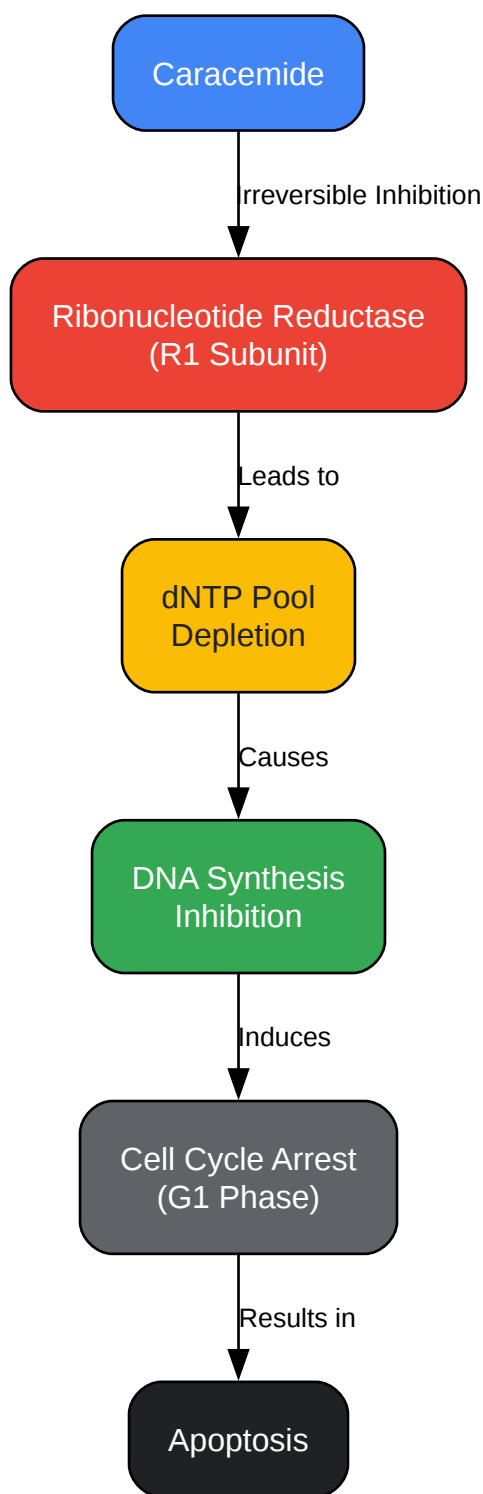 Caracemide
Irreversible Inhibition
Ribonucleotide Reductase
(R1 Subunit)
Leads to
dNTP Pool
Depletion
Causes
DNA Synthesis
Inhibition
Induces
Cell Cycle Arrest
(G1 Phase)
Results in
Apoptosis